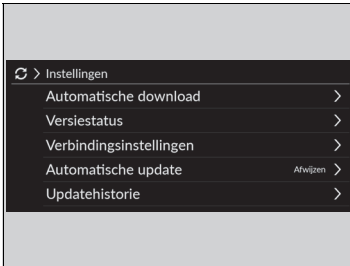 Instellingen
Automatische download
Versiestatus
Verbindingsinstellingen
Automatische update Afwijzen
Updatehistorie